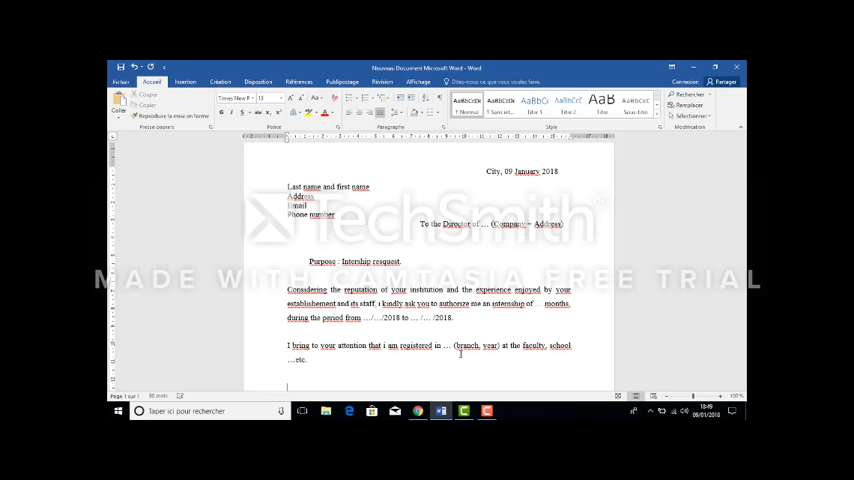 Nouveau Document Microsoft Word - Word
Fichier Accueil Insertion Création Disposition Références Publipostage Révision Affichage Dites-nous ce que vous voulez faire. Connexion Partager
Coller
Couper
Copier
Reproduire la mise en forme
Presse papiers
Times New R 13
Police
Paragraphe
AaBbCcDc AaBbCcDc AaBbCc AaBbCcC AaB AaBbCcC
Normal Titre 1 Titre 2 Titre Sous-titre
Style
Rechercher
Remplacer
Sélectionner
Modification
City, 09 January 2018
Last name and first name
Address
Email
Phone number
To the Director of … (Company + Address)
Purpose : Intership resquest.
TechSmith®
MADE WITH CAMTASIA FREE TRIAL
Considering the reputation of your institution and the experience enjoyed by your
establishement and its staff, i kindly ask you to authorize me an internship of … months,
during the period from …/…/2018 to … /… /2018.
I bring to your attention that i am registered in … (branch, year) at the faculty, school
…etc.
Page 1 sur 1 80 mots
100 %
Taper ici pour rechercher
18:49
09/01/2018